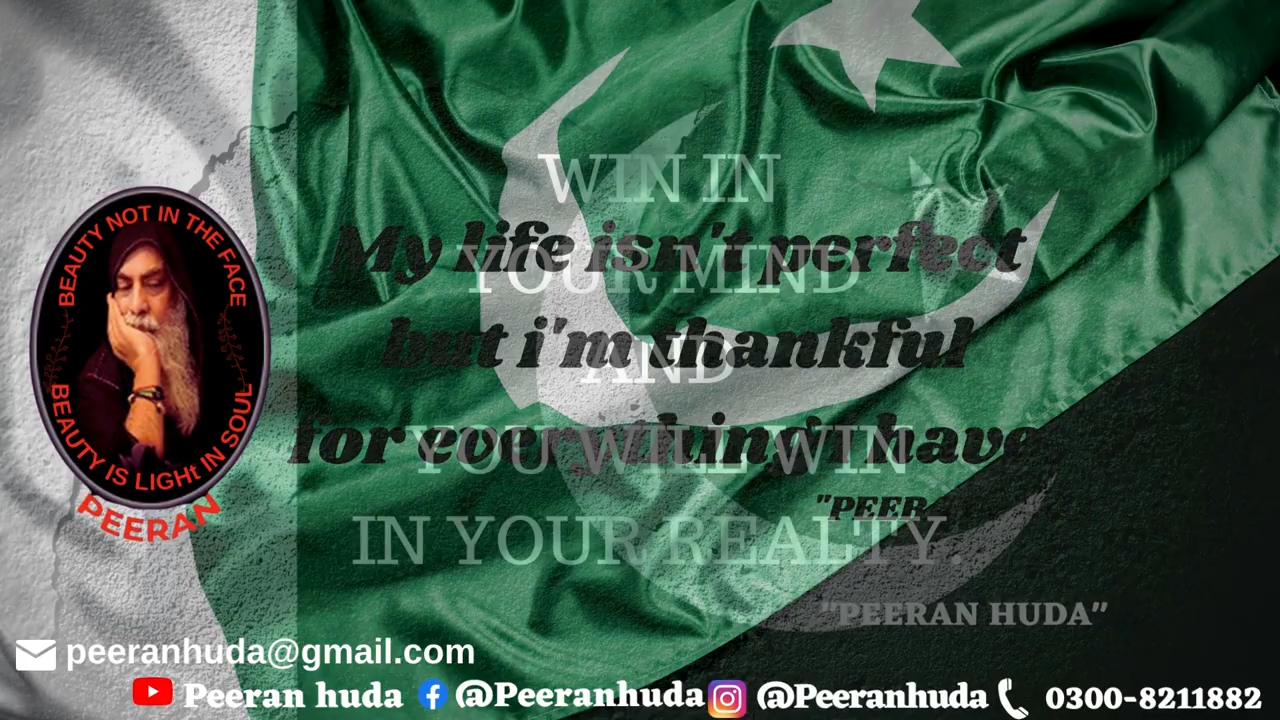 BEAUTY NOT IN THE FACE
BEAUTY IS LIGHt IN SOUL
PEERAN
WIN IN
YOUR MIND
AND
YOU WILL WIN
IN YOUR REALTY.
"PEERAN HUDA"
My life isn't perfect
but i'm thankful
for everything i have
"PEER
peeranhuda@gmail.com
Peeran huda @Peeranhuda @Peeranhuda 0300-8211882